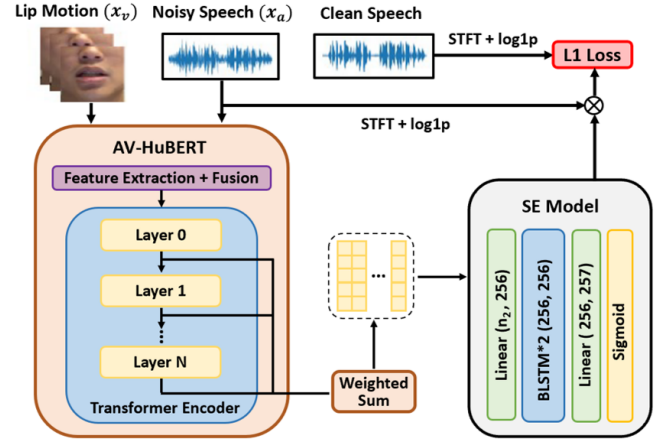 Lip Motion (x_v)
Noisy Speech (x_a)
Clean Speech
STFT + log1p
L1 Loss
STFT + log1p
AV-HuBERT
Feature Extraction + Fusion
Layer 0
Layer 1
Layer N
Transformer Encoder
...
Weighted
Sum
SE Model
Linear (n₂, 256)
BLSTM*2 (256, 256)
Linear ( 256, 257)
Sigmoid